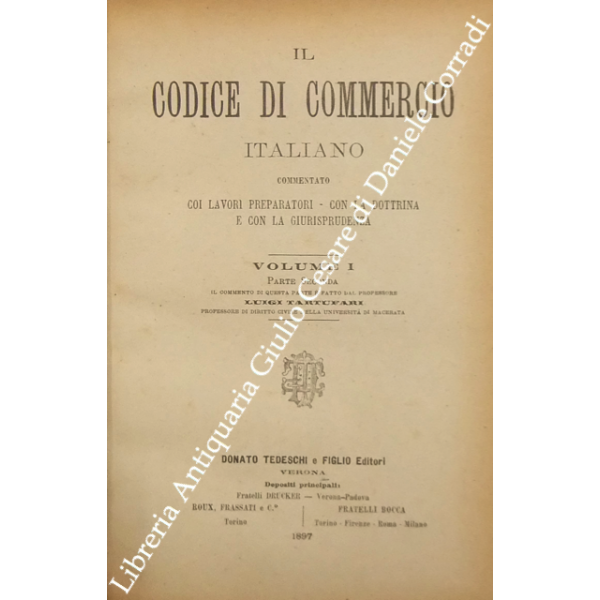 IL
CODICE DI COMMERCIO
ITALIANO
COMMENTATO
COI LAVORI PREPARATORI - CON LA DOTTRINA
E CON LA GIURISPRUDENZA
VOLUME I
PARTE SECONDA
IL COMMENTO DI QUESTA PARTE È FATTO DAL PROFESSORE
LUIGI TARTUFARI
PROFESSORE DI DIRITTO CIVILE NELLA UNIVERSITÀ DI MACERATA
DONATO TEDESCHI e FIGLIO Editori
VERONA
Depositi principali:
Fratelli DRUCKER — Verona-Padova
ROUX, FRASSATI e C.º
Torino
FRATELLI BOCCA
Torino - Firenze - Roma - Milano
1897
Libreria Antiquaria Giulio Cesare di Daniele Corradi